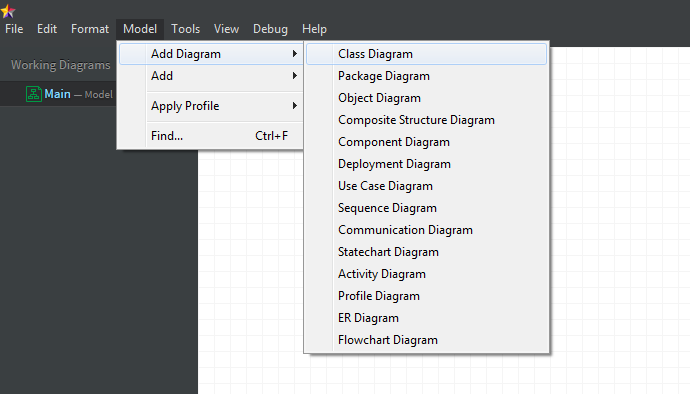 File Edit Format Model Tools View Debug Help
Working Diagrams
Main — Model
Add Diagram
Add
Apply Profile
Find... Ctrl+F
Class Diagram
Package Diagram
Object Diagram
Composite Structure Diagram
Component Diagram
Deployment Diagram
Use Case Diagram
Sequence Diagram
Communication Diagram
Statechart Diagram
Activity Diagram
Profile Diagram
ER Diagram
Flowchart Diagram